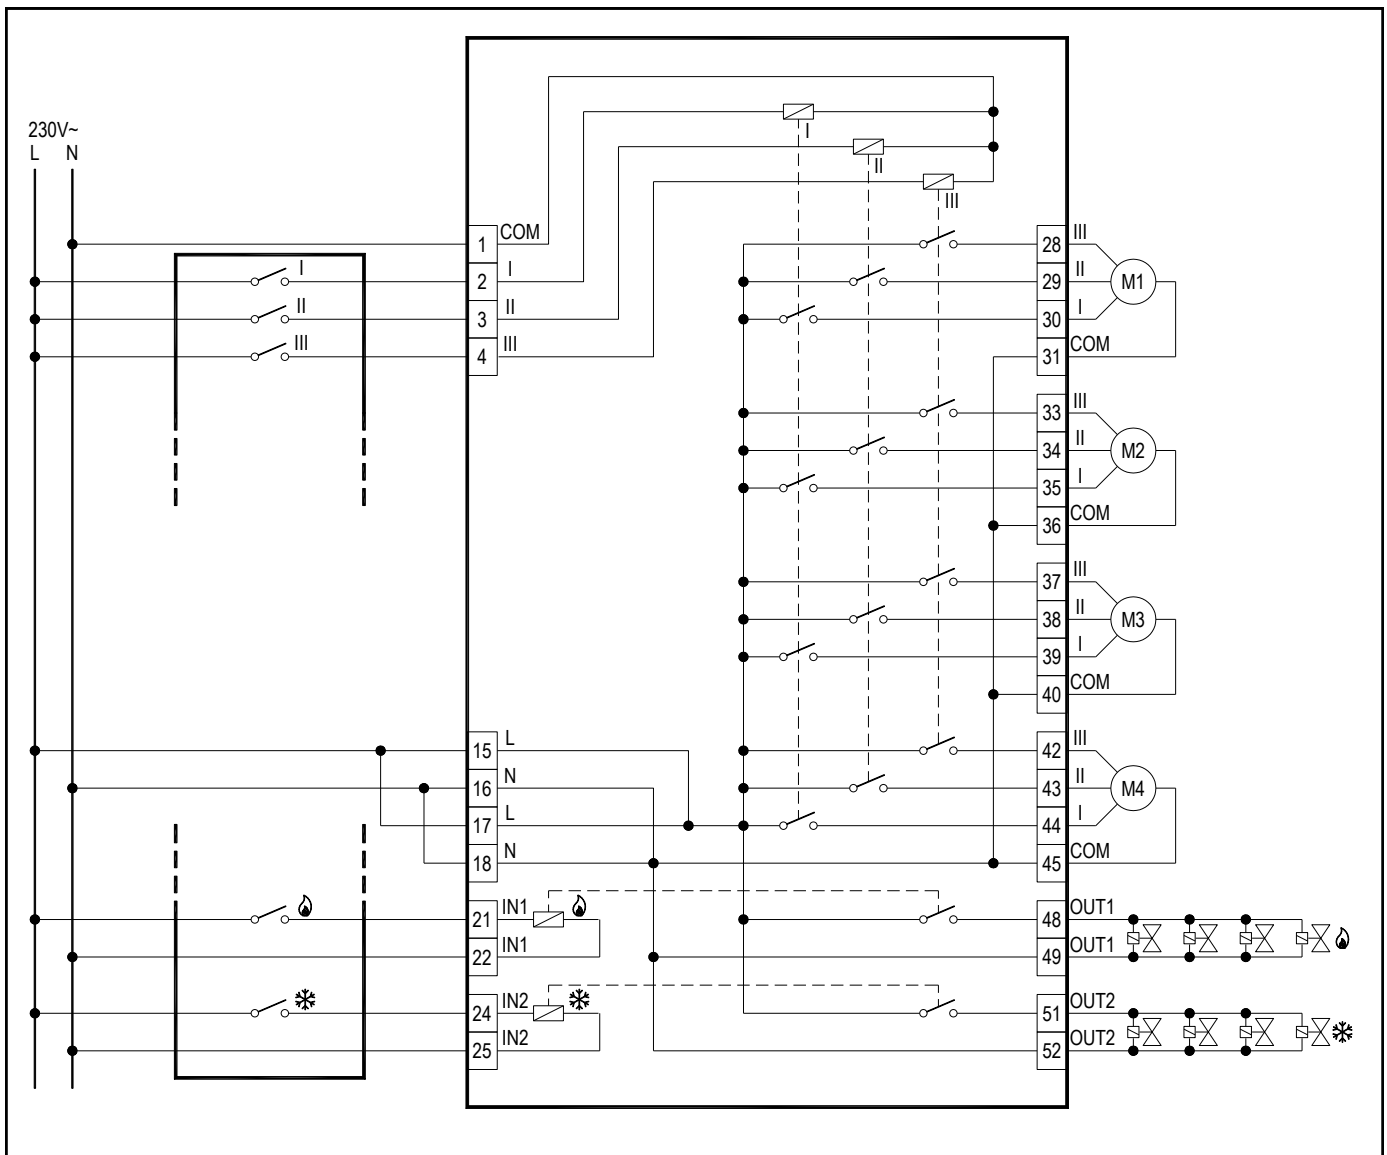 230V~
L N
I
II
III
1 COM
I
2 I
3 II
II
4 III
III
28 III
29 II
30 I
31 COM
M1
33 III
34 II
35 I
36 COM
M2
37 III
38 II
39 I
40 COM
M3
15 L
16 N
17 L
18 N
42 III
43 II
44 I
45 COM
M4
21 IN1
22 IN1
24 IN2
25 IN2
48 OUT1
49 OUT1
51 OUT2
52 OUT2